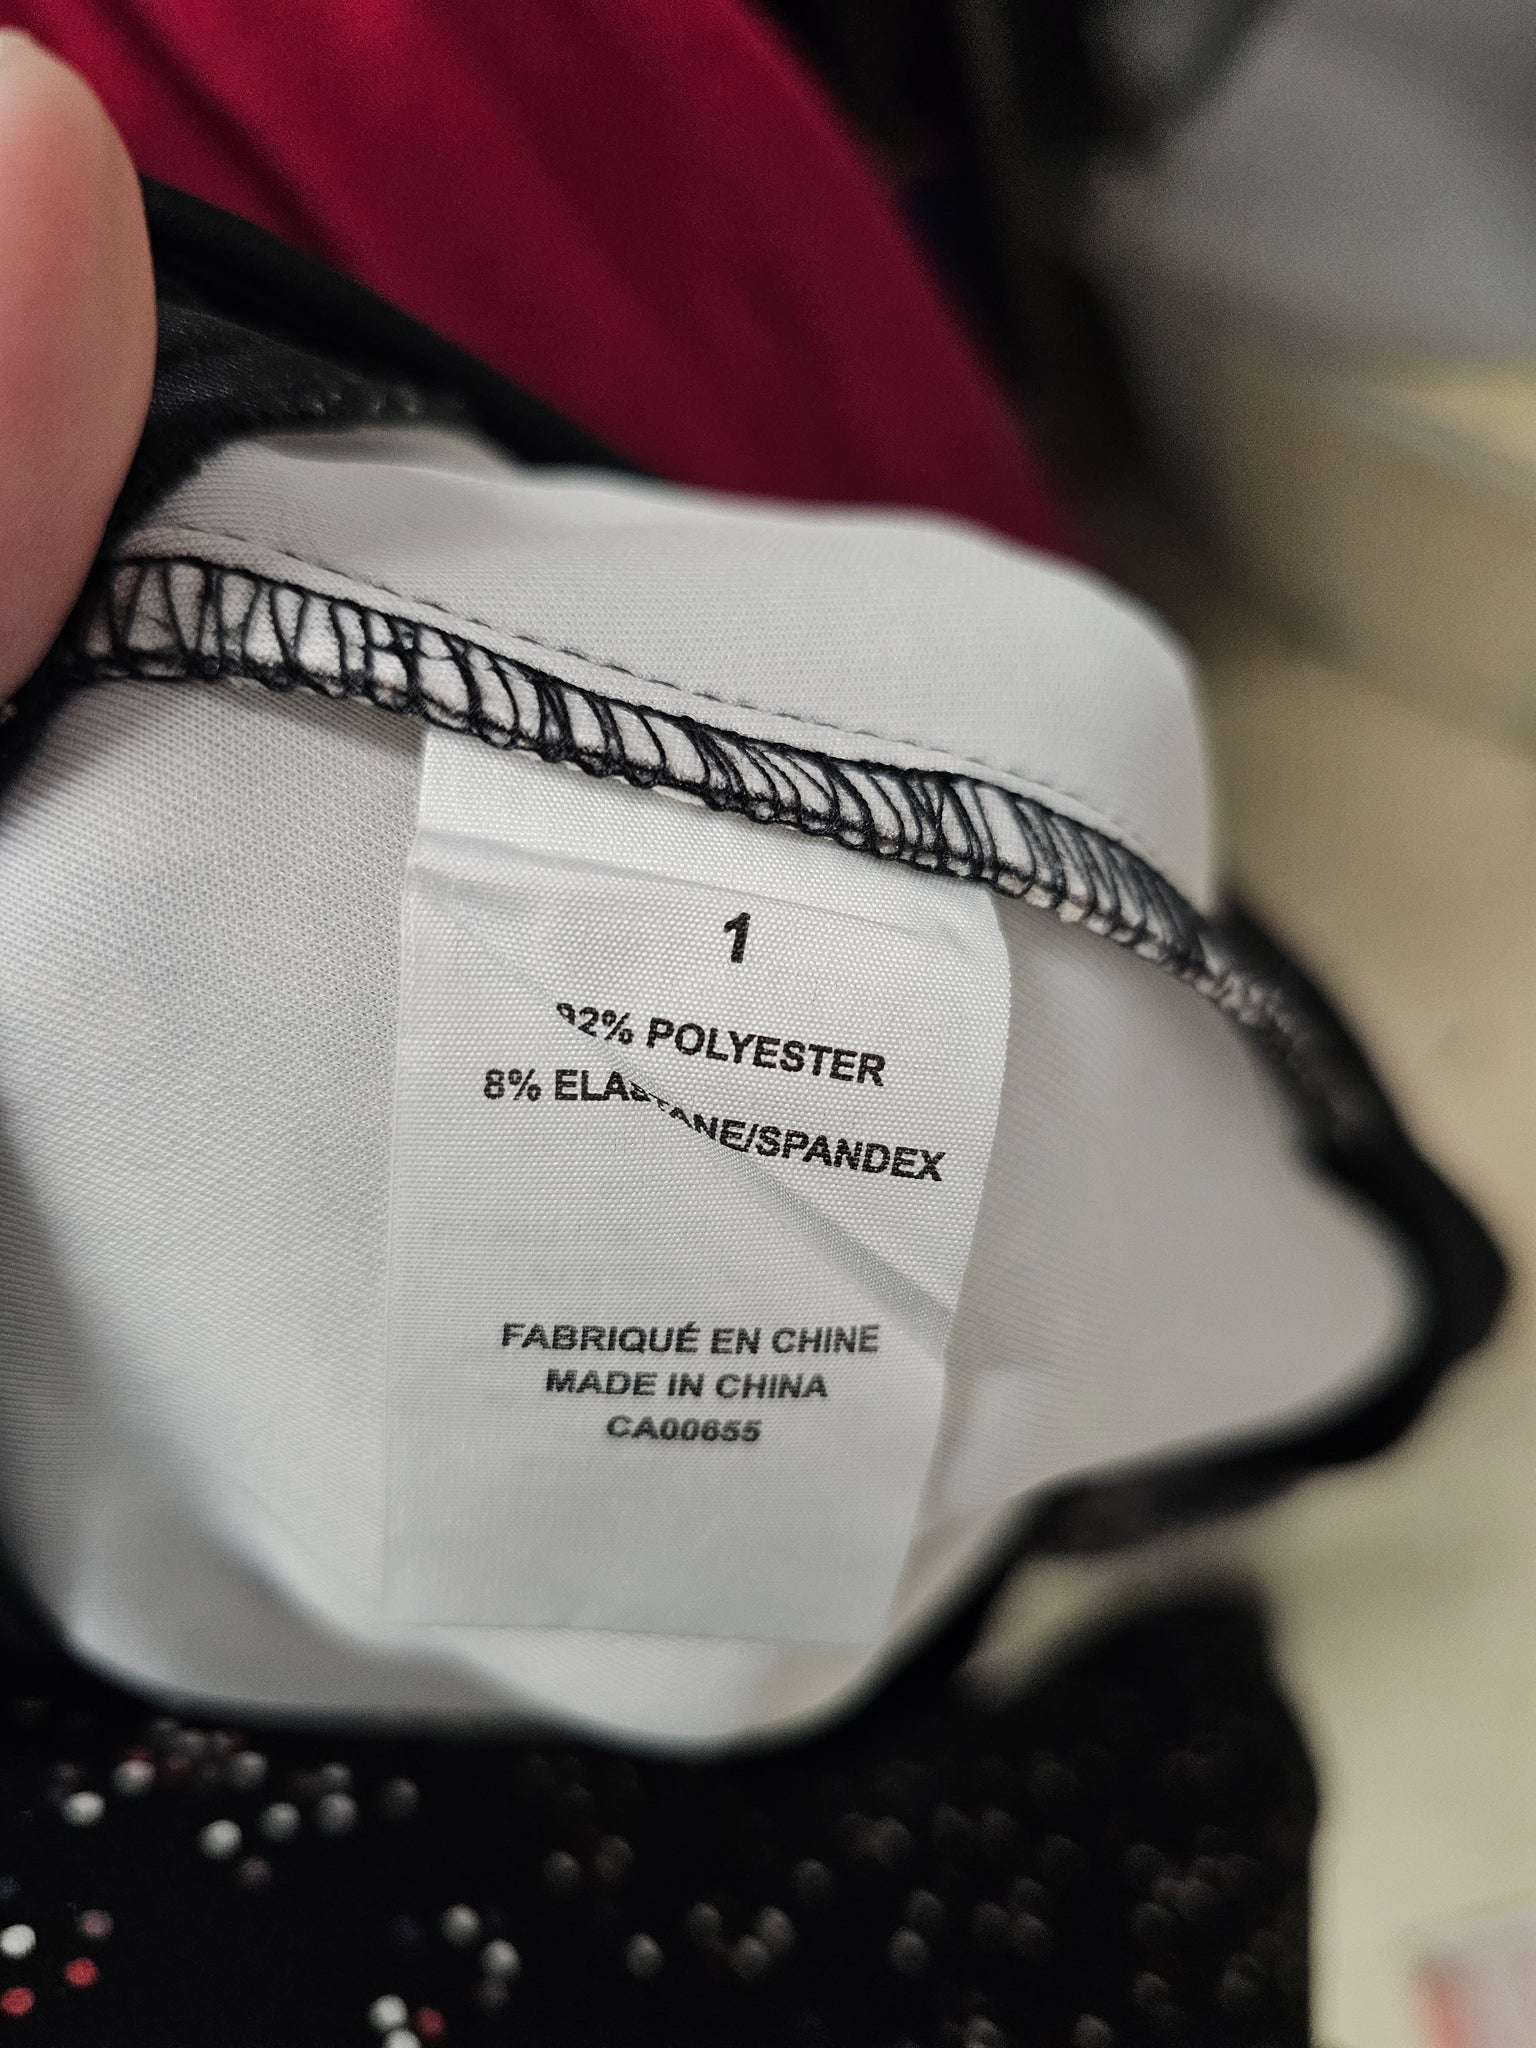 1
92% POLYESTER
8% ELASTANE/SPANDEX
FABRIQUÉ EN CHINE
MADE IN CHINA
CA00655